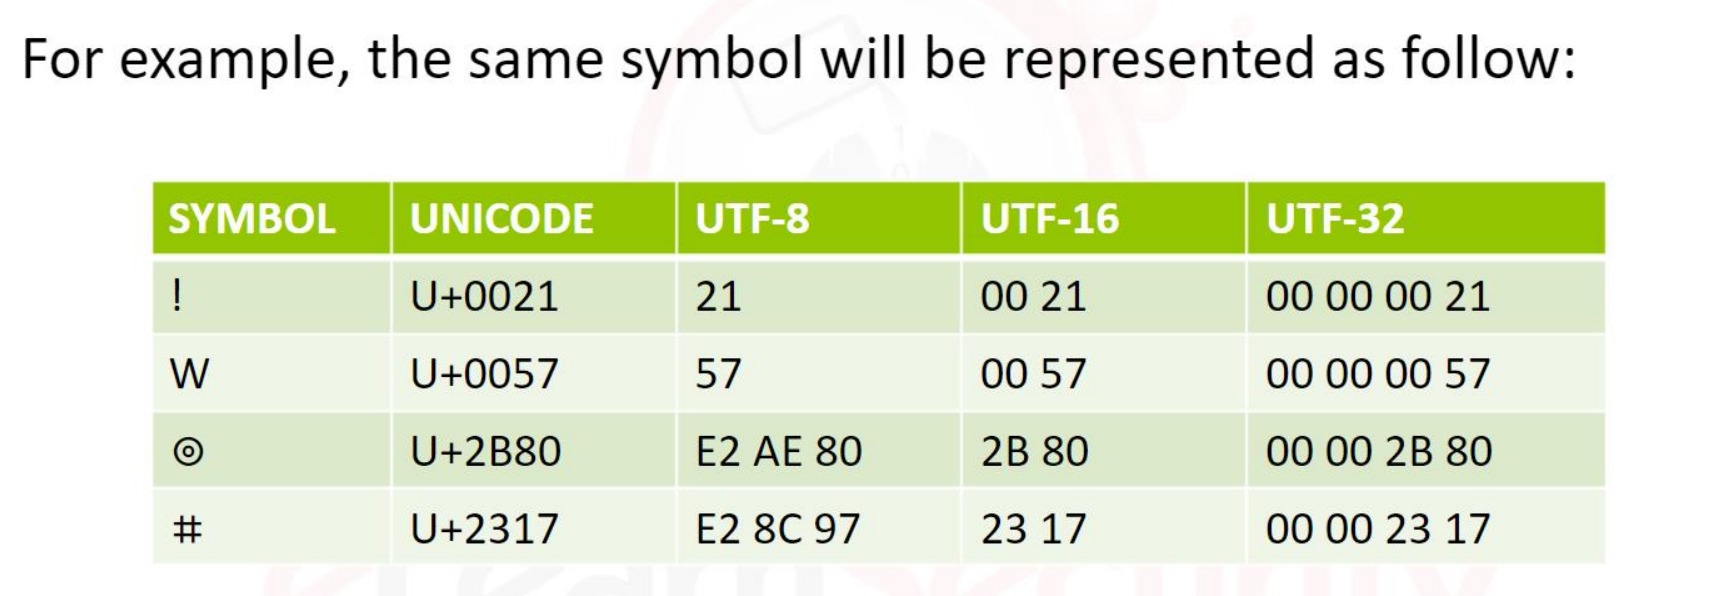 For example, the same symbol will be represented as follow:
SYMBOL UNICODE UTF-8 UTF-16 UTF-32
! U+0021 21 00 21 00 00 00 21
W U+0057 57 00 57 00 00 00 57
⌾ U+2B80 E2 AE 80 2B 80 00 00 2B 80
⌗ U+2317 E2 8C 97 23 17 00 00 23 17